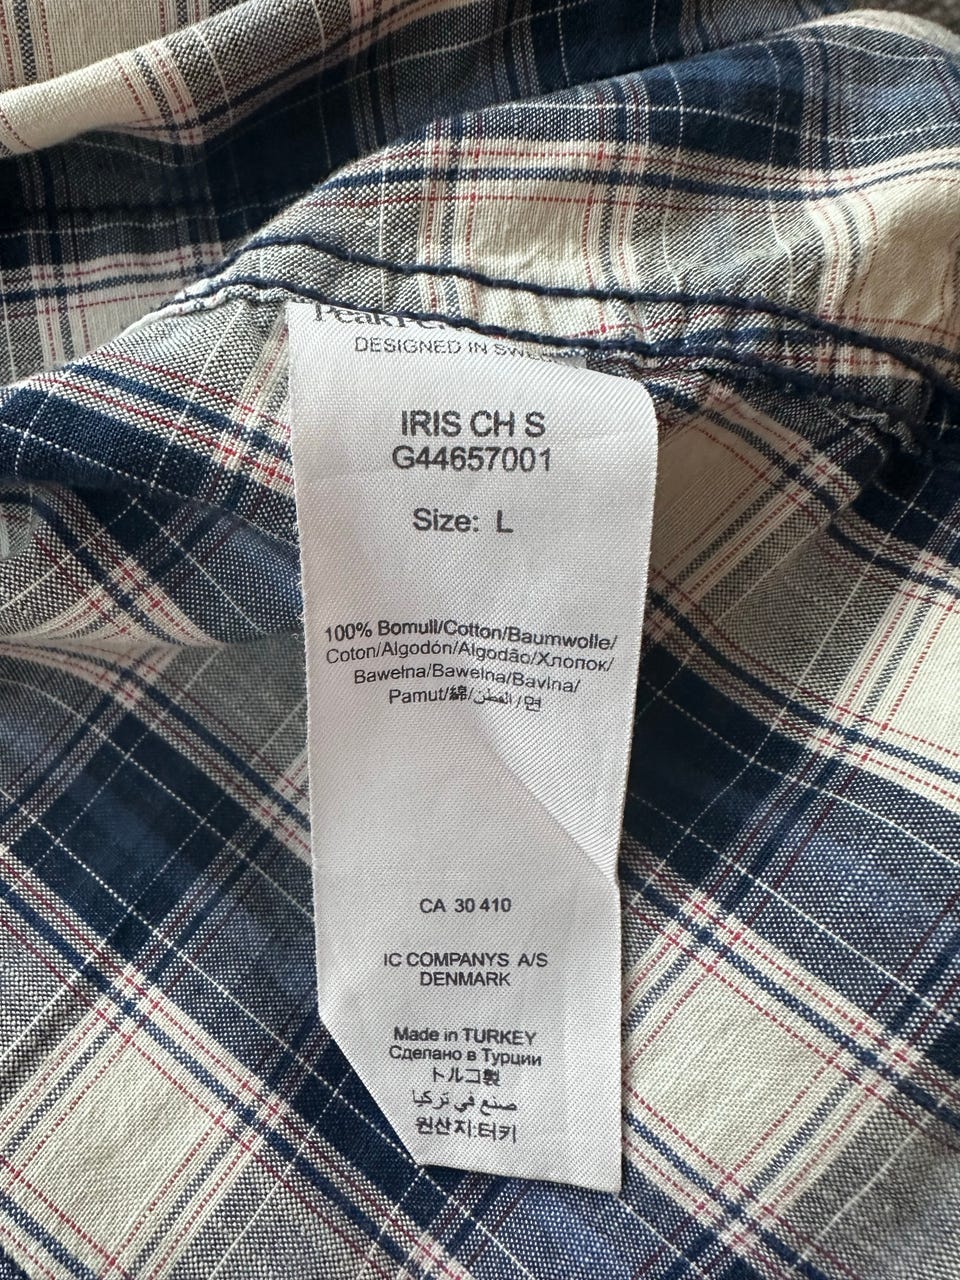 PeakPe
DESIGNED IN SWE
IRIS CH S
G44657001
Size: L
100% Bomull/Cotton/Baumwolle/
Coton/Algodón/Algodão/Хлопок/
Bawełna/Bawełna/Bavlna/
Pamut/綿/القطن/면
CA 30 410
IC COMPANYS A/S
DENMARK
Made in TURKEY
Сделано в Турции
トルコ製
صنع في تركيا
원산지:터키